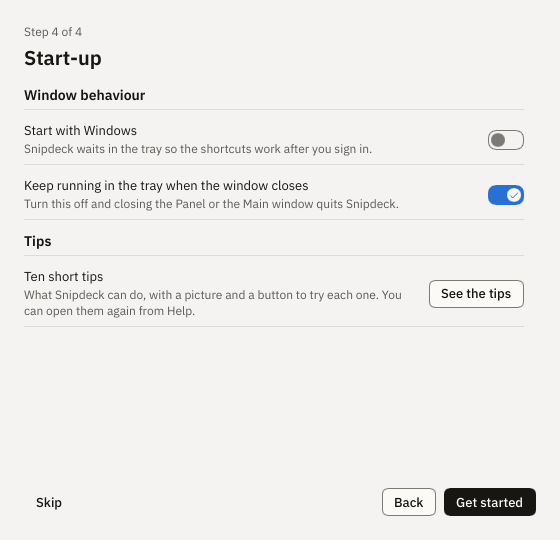 Step 4 of 4
Start-up
Window behaviour
Start with Windows
Snipdeck waits in the tray so the shortcuts work after you sign in.
Keep running in the tray when the window closes
Turn this off and closing the Panel or the Main window quits Snipdeck.
Tips
Ten short tips
What Snipdeck can do, with a picture and a button to try each one. You
can open them again from Help.
See the tips
Skip
Back
Get started